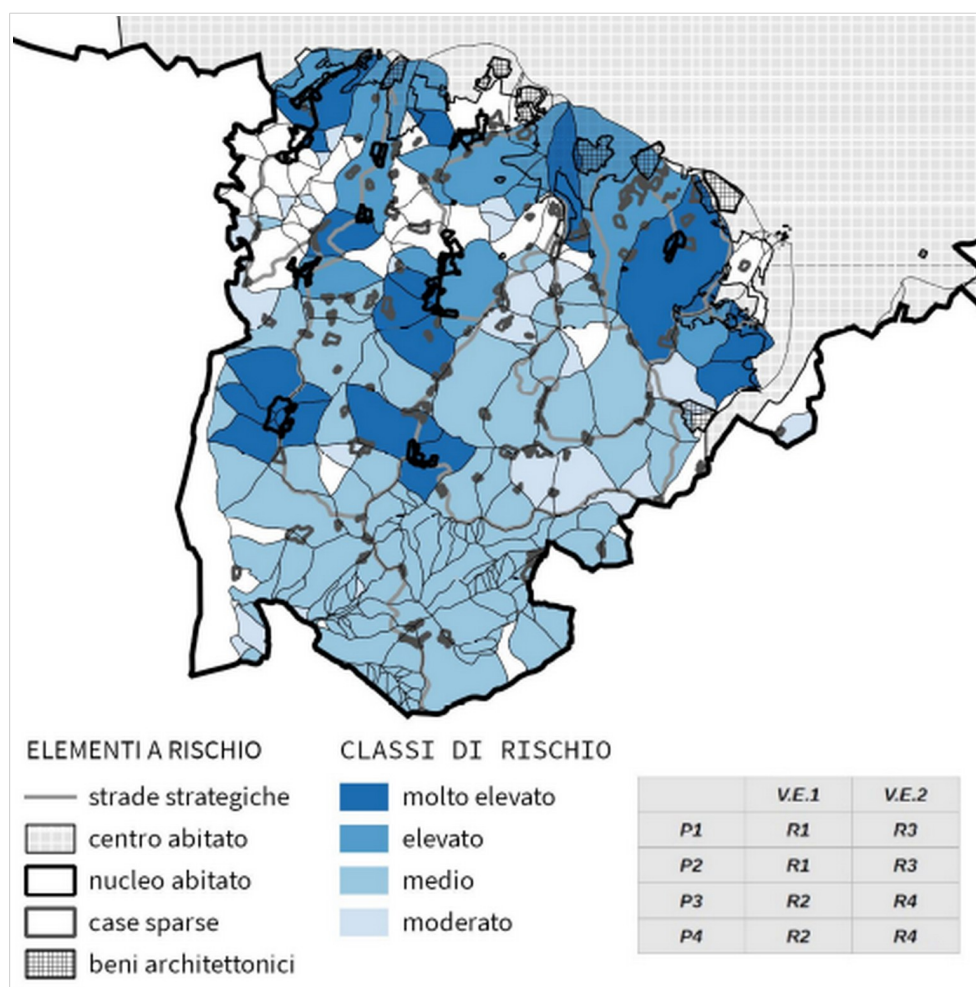 ELEMENTI A RISCHIO
strade strategiche
centro abitato
nucleo abitato
case sparse
beni architettonici
CLASSI DI RISCHIO
molto elevato
elevato
medio
moderato
V.E.1 V.E.2
P1 R1 R3
P2 R1 R3
P3 R2 R4
P4 R2 R4